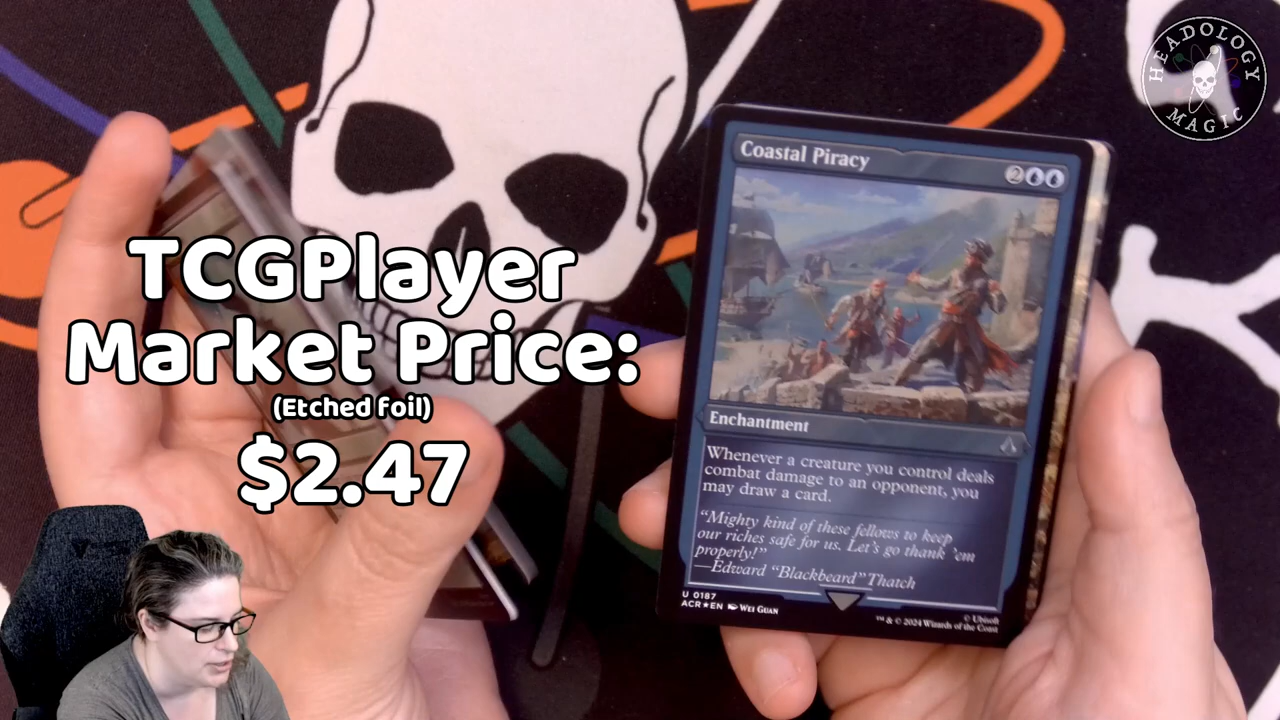 HEADOLOGY
MAGIC
TCGPlayer
Market Price:
(Etched foil)
$2.47
Coastal Piracy
2
Enchantment
Whenever a creature you control deals
combat damage to an opponent, you
may draw a card.
“Mighty kind of these fellows to keep
our riches safe for us. Let’s go thank ’em
properly!”
—Edward “Blackbeard” Thatch
U 0187
ACR★EN Wei Guan
© Ubisoft
™ & © 2024 Wizards of the Coast